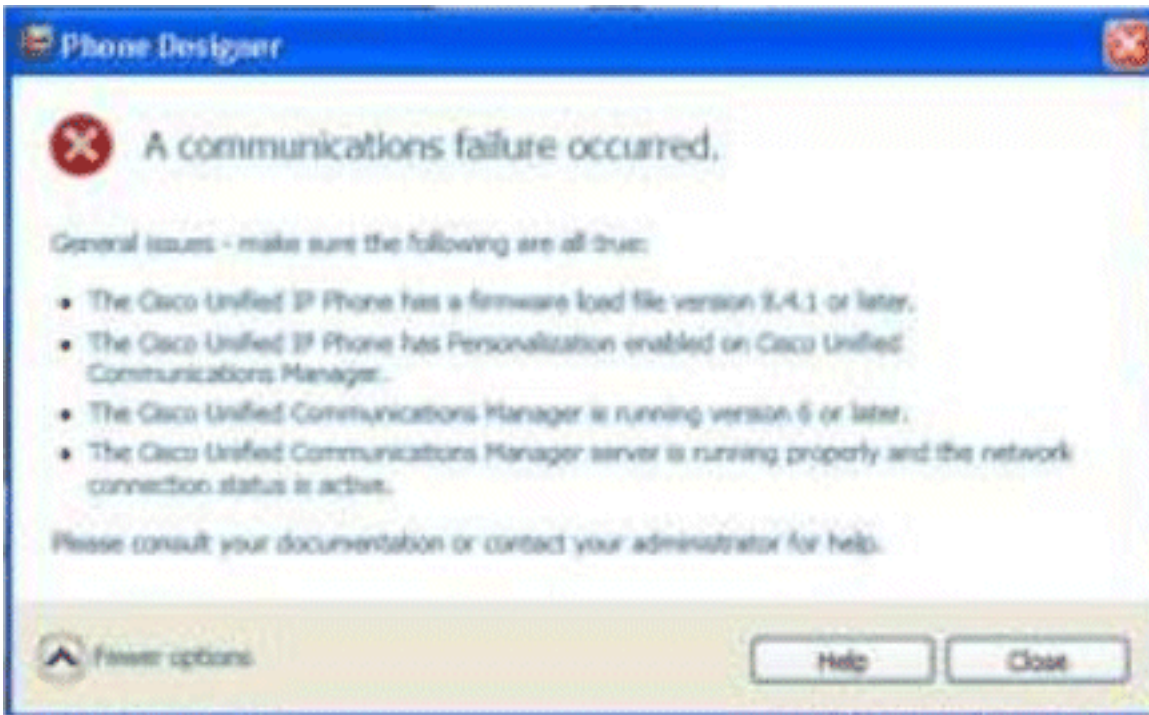 Phone Designer
A communications failure occurred.
General issues - make sure the following are all true:
• The Cisco Unified IP Phone has a firmware load file version 8.4.1 or later.
• The Cisco Unified IP Phone has Personalization enabled on Cisco Unified
Communications Manager.
• The Cisco Unified Communications Manager is running version 6 or later.
• The Cisco Unified Communications Manager server is running properly and the network
connection status is active.
Please consult your documentation or contact your administrator for help.
Fewer options
Help
Close